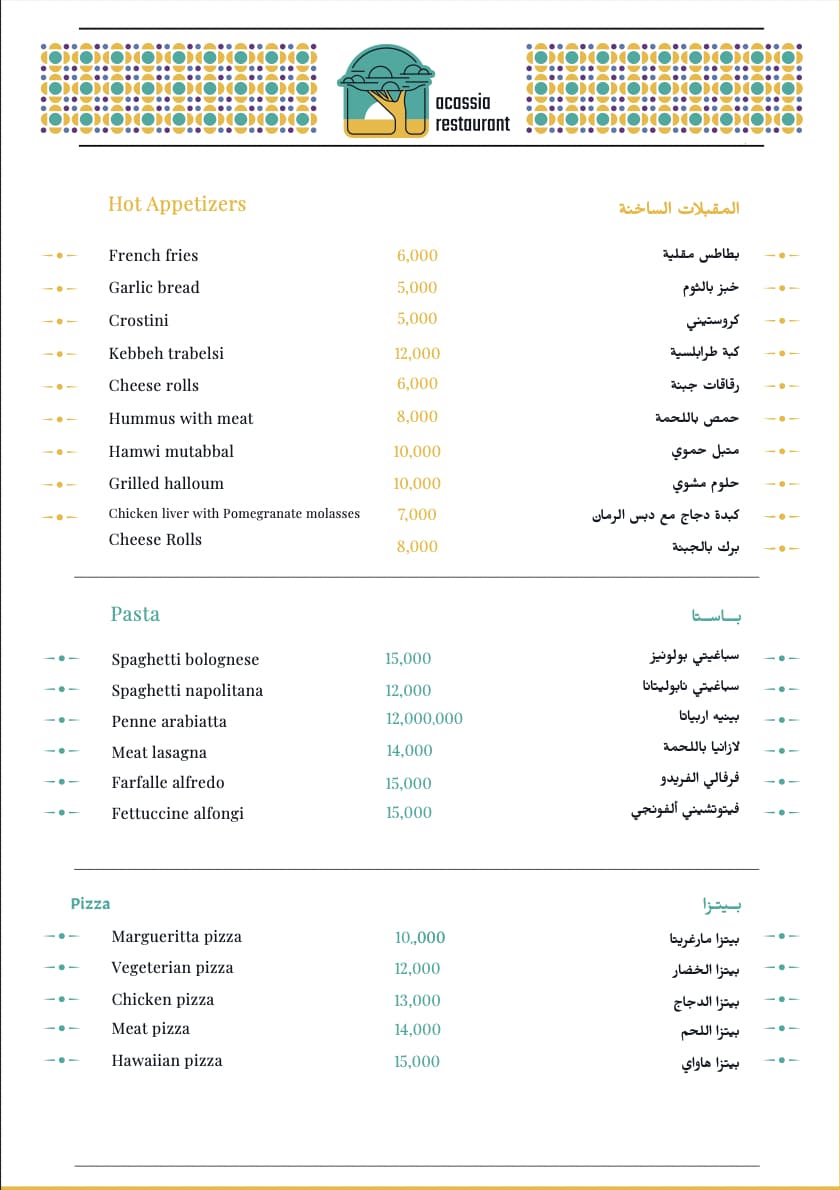 acassia
restaurant
Hot Appetizers المقبلات الساخنة
French fries 6,000 بطاطس مقلية
Garlic bread 5,000 خبز بالثوم
Crostini 5,000 كروستيني
Kebbeh trabelsi 12,000 كبة طرابلسية
Cheese rolls 6,000 رقاقات جبنة
Hummus with meat 8,000 حمص باللحمة
Hamwi mutabbal 10,000 متبل حموي
Grilled halloum 10,000 حلوم مشوي
Chicken liver with Pomegranate molasses 7,000 كبدة دجاج مع دبس الرمان
Cheese Rolls 8,000 برك بالجبنة
Pasta بـــاســـتا
Spaghetti bolognese 15,000 سباغيتي بولونيز
Spaghetti napolitana 12,000 سباغيتي نابوليتانا
Penne arabiatta 12,000,000 بينيه اربياتا
Meat lasagna 14,000 لازانيا باللحمة
Farfalle alfredo 15,000 فرفالي الفريدو
Fettuccine alfongi 15,000 فيتوتشيني ألفونجي
Pizza بــيــتــزا
Margueritta pizza 10,,000 بيتزا مارغريتا
Vegeterian pizza 12,000 بيتزا الخضار
Chicken pizza 13,000 بيتزا الدجاج
Meat pizza 14,000 بيتزا اللحم
Hawaiian pizza 15,000 بيتزا هاواي